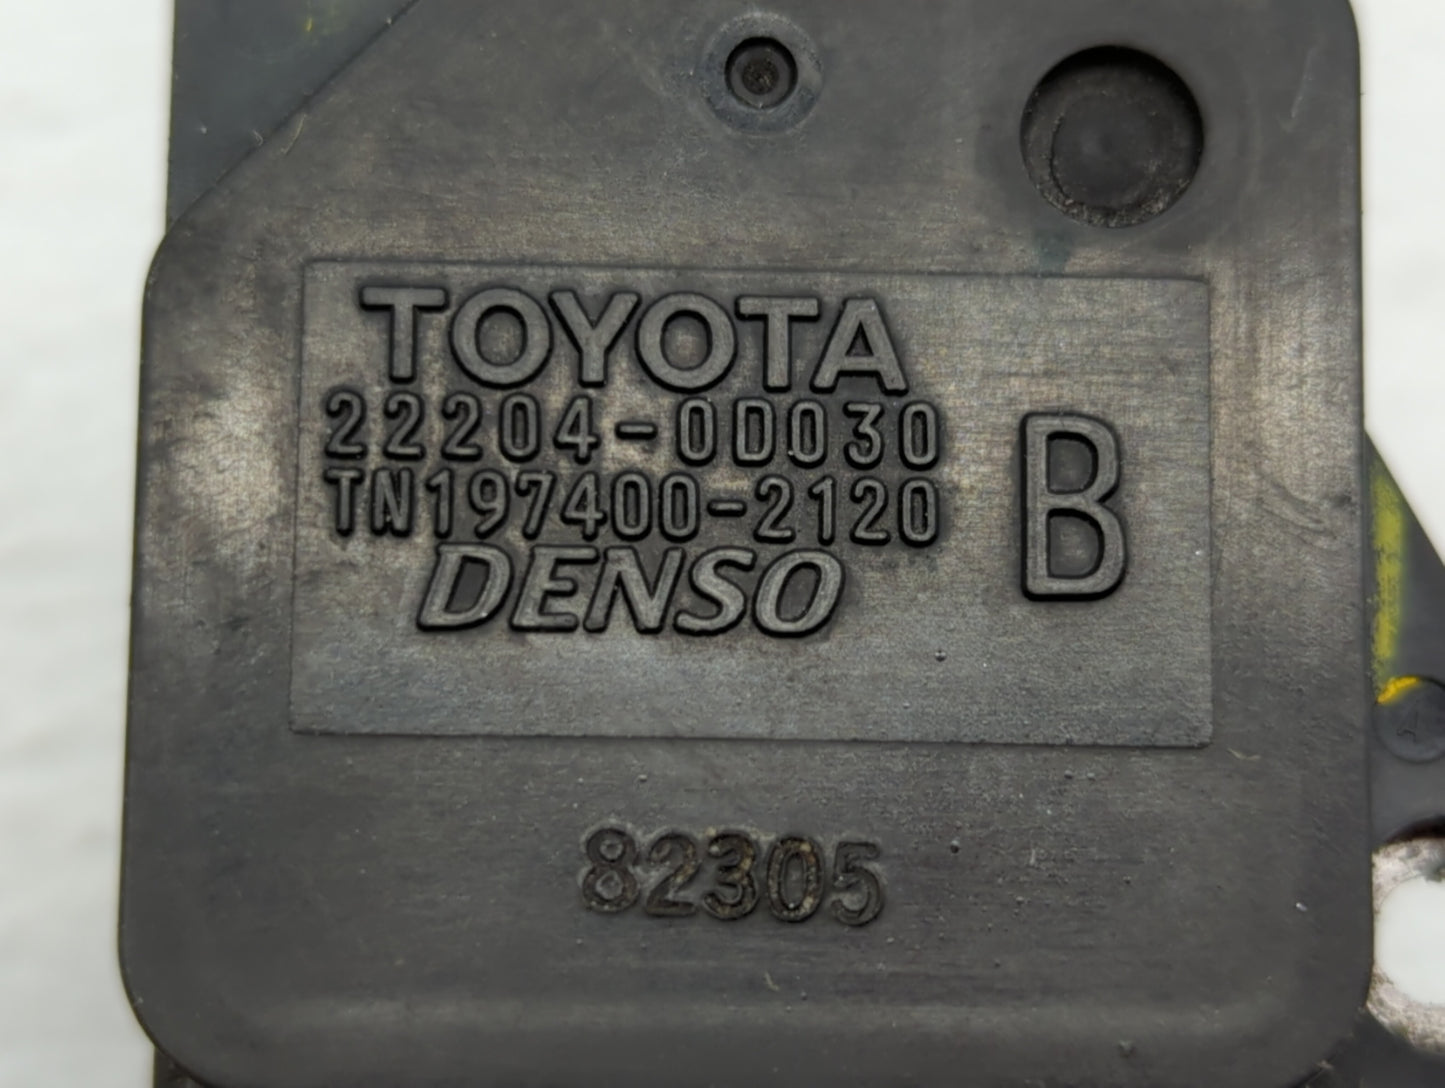 TOYOTA
22204-0D030
TN197400-2120
DENSO
B
82305